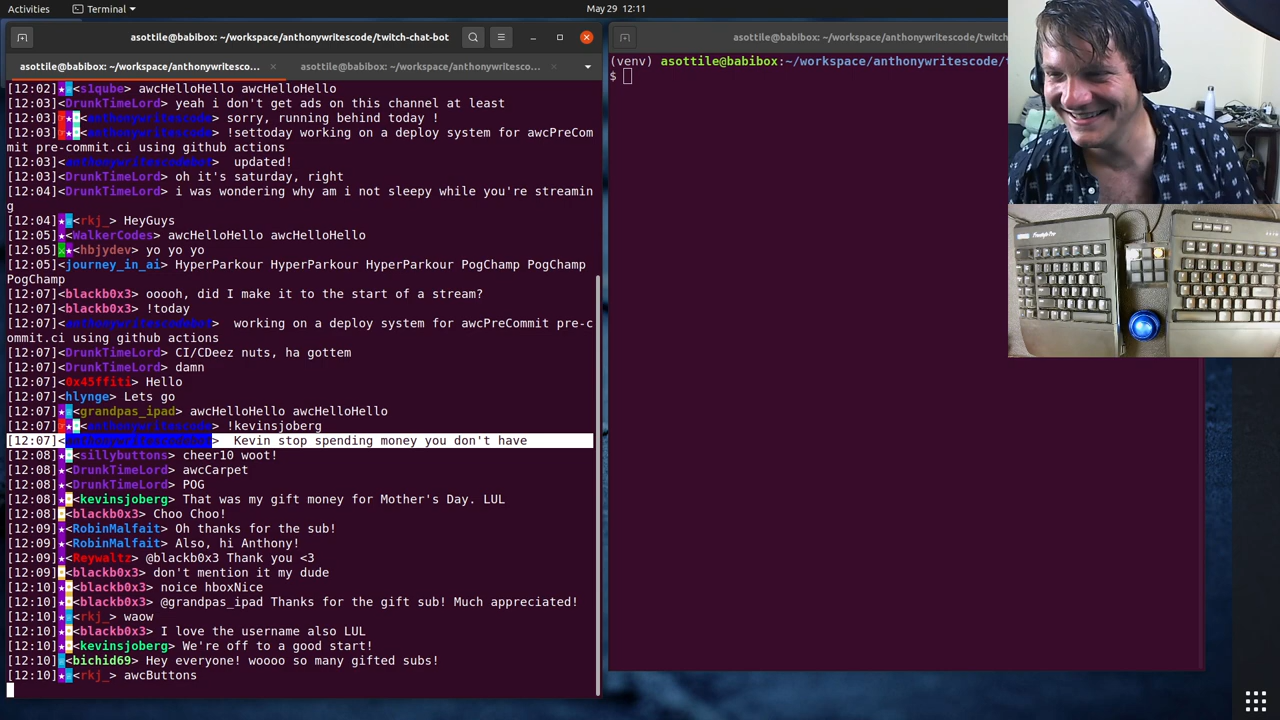 Activities
Terminal
May 29 12:11
asottile@babibox: ~/workspace/anthonywritescode/twitch-chat-bot
asottile@babibox: ~/workspace/anthonywritescode/twitch
asottile@babibox: ~/workspace/anthonywritesco...
asottile@babibox: ~/workspace/anthonywritesco...
[12:02]<s1qube> awcHelloHello awcHelloHello
[12:03]<DrunkTimeLord> yeah i don't get ads on this channel at least
[12:03]<anthonywritescode> sorry, running behind today !
[12:03]<anthonywritescode> !settoday working on a deploy system for awcPreCom
mit pre-commit.ci using github actions
[12:03]<anthonywritescodebot>  updated!
[12:03]<DrunkTimeLord> oh it's saturday, right
[12:04]<DrunkTimeLord> i was wondering why am i not sleepy while you're streamin
g
[12:04]<rkj_> HeyGuys
[12:05]<WalkerCodes> awcHelloHello awcHelloHello
[12:05]<hbjydev> yo yo yo
[12:05]<journey_in_ai> HyperParkour HyperParkour HyperParkour PogChamp PogChamp
PogChamp
[12:07]<blackb0x3> ooooh, did I make it to the start of a stream?
[12:07]<blackb0x3> !today
[12:07]<anthonywritescodebot>  working on a deploy system for awcPreCommit pre-c
ommit.ci using github actions
[12:07]<DrunkTimeLord> CI/CDeez nuts, ha gottem
[12:07]<DrunkTimeLord> damn
[12:07]<0x45ffiti> Hello
[12:07]<hlynge> Lets go
[12:07]<grandpas_ipad> awcHelloHello awcHelloHello
[12:07]<anthonywritescode> !kevinsjoberg
[12:07]<anthonywritescodebot>  Kevin stop spending money you don't have
[12:08]<sillybuttons> cheer10 woot!
[12:08]<DrunkTimeLord> awcCarpet
[12:08]<DrunkTimeLord> POG
[12:08]<kevinsjoberg> That was my gift money for Mother's Day. LUL
[12:08]<blackb0x3> Choo Choo!
[12:09]<RobinMalfait> Oh thanks for the sub!
[12:09]<RobinMalfait> Also, hi Anthony!
[12:09]<Reywaltz> @blackb0x3 Thank you <3
[12:09]<blackb0x3> don't mention it my dude
[12:10]<blackb0x3> noice hboxNice
[12:10]<blackb0x3> @grandpas_ipad Thanks for the gift sub! Much appreciated!
[12:10]<rkj_> waow
[12:10]<blackb0x3> I love the username also LUL
[12:10]<kevinsjoberg> We're off to a good start!
[12:10]<bichid69> Hey everyone! woooo so many gifted subs!
[12:10]<rkj_> awcButtons
(venv) asottile@babibox:~/workspace/anthonywritescode/t
$